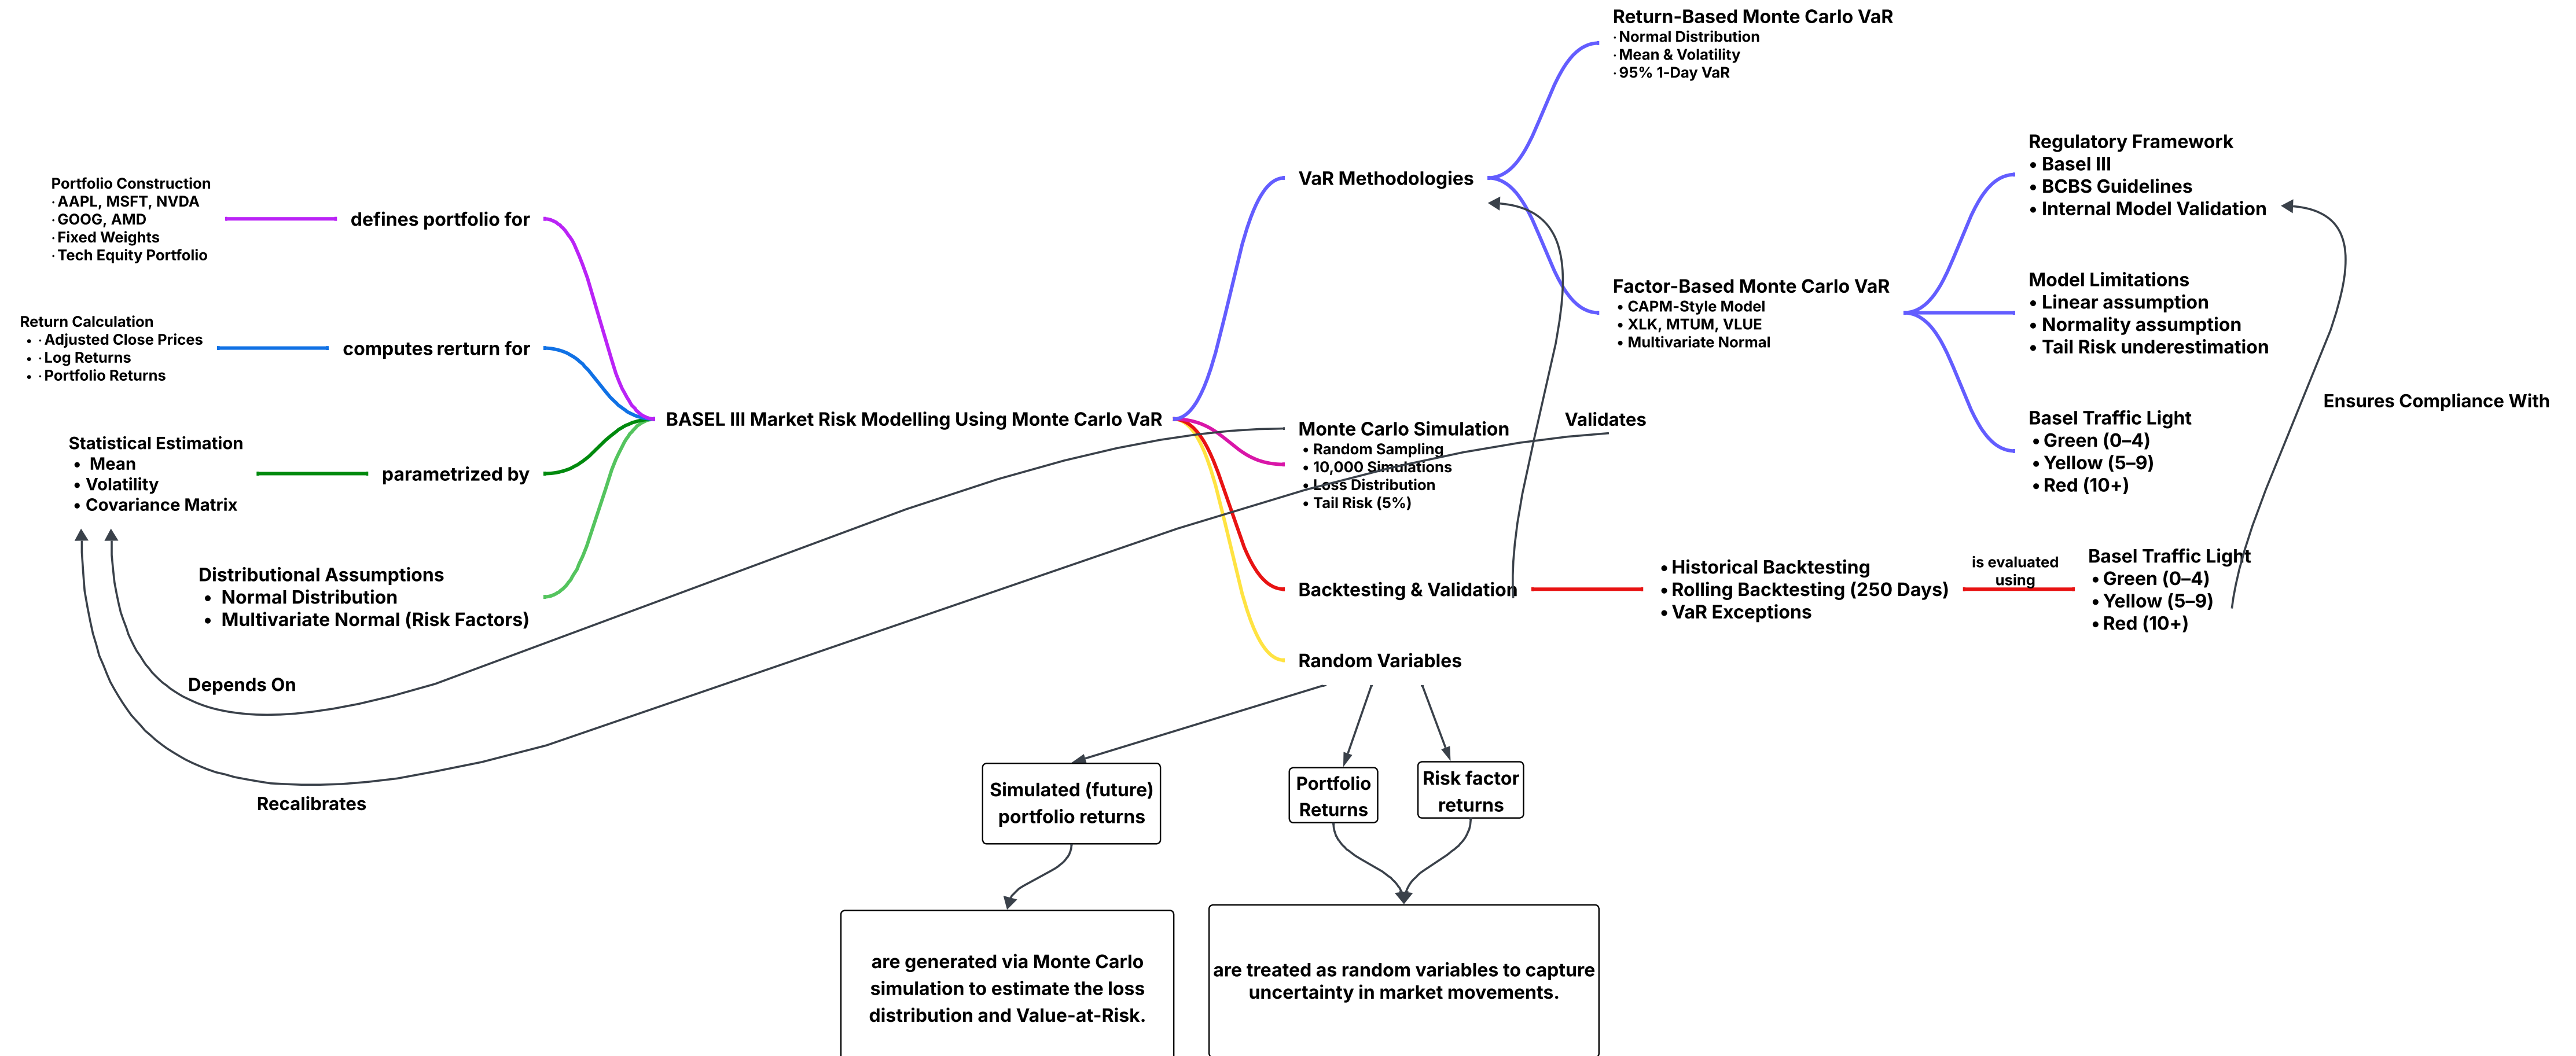 Return-Based Monte Carlo VaR
· Normal Distribution
· Mean & Volatility
· 95% 1-Day VaR
Portfolio Construction
· AAPL, MSFT, NVDA
· GOOG, AMD
· Fixed Weights
· Tech Equity Portfolio
defines portfolio for
Return Calculation
• · Adjusted Close Prices
• · Log Returns
• · Portfolio Returns
computes rerturn for
Statistical Estimation
• Mean
• Volatility
• Covariance Matrix
parametrized by
Distributional Assumptions
• Normal Distribution
• Multivariate Normal (Risk Factors)
Depends On
Recalibrates
BASEL III Market Risk Modelling Using Monte Carlo VaR
VaR Methodologies
Factor-Based Monte Carlo VaR
• CAPM-Style Model
• XLK, MTUM, VLUE
• Multivariate Normal
Regulatory Framework
• Basel III
• BCBS Guidelines
• Internal Model Validation
Model Limitations
• Linear assumption
• Normality assumption
• Tail Risk underestimation
Basel Traffic Light
• Green (0–4)
• Yellow (5–9)
• Red (10+)
Ensures Compliance With
Monte Carlo Simulation
• Random Sampling
• 10,000 Simulations
• Loss Distribution
• Tail Risk (5%)
Validates
Backtesting & Validation
• Historical Backtesting
• Rolling Backtesting (250 Days)
• VaR Exceptions
is evaluated
using
Basel Traffic Light
• Green (0–4)
• Yellow (5–9)
• Red (10+)
Random Variables
Simulated (future)
portfolio returns
Portfolio
Returns
Risk factor
returns
are generated via Monte Carlo
simulation to estimate the loss
distribution and Value-at-Risk.
are treated as random variables to capture
uncertainty in market movements.